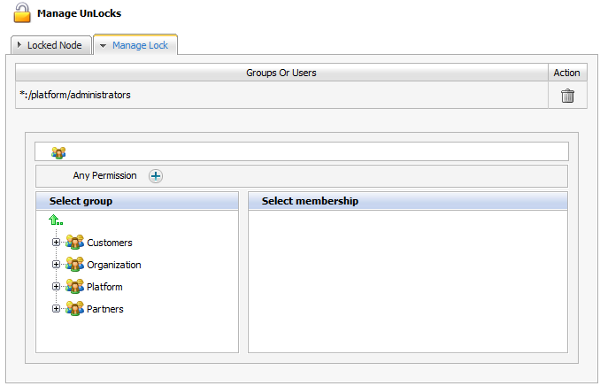 Manage UnLocks
Locked Node Manage Lock
Groups Or Users Action
*:/platform/administrators
Any Permission
Select group Select membership
Customers
Organization
Platform
Partners